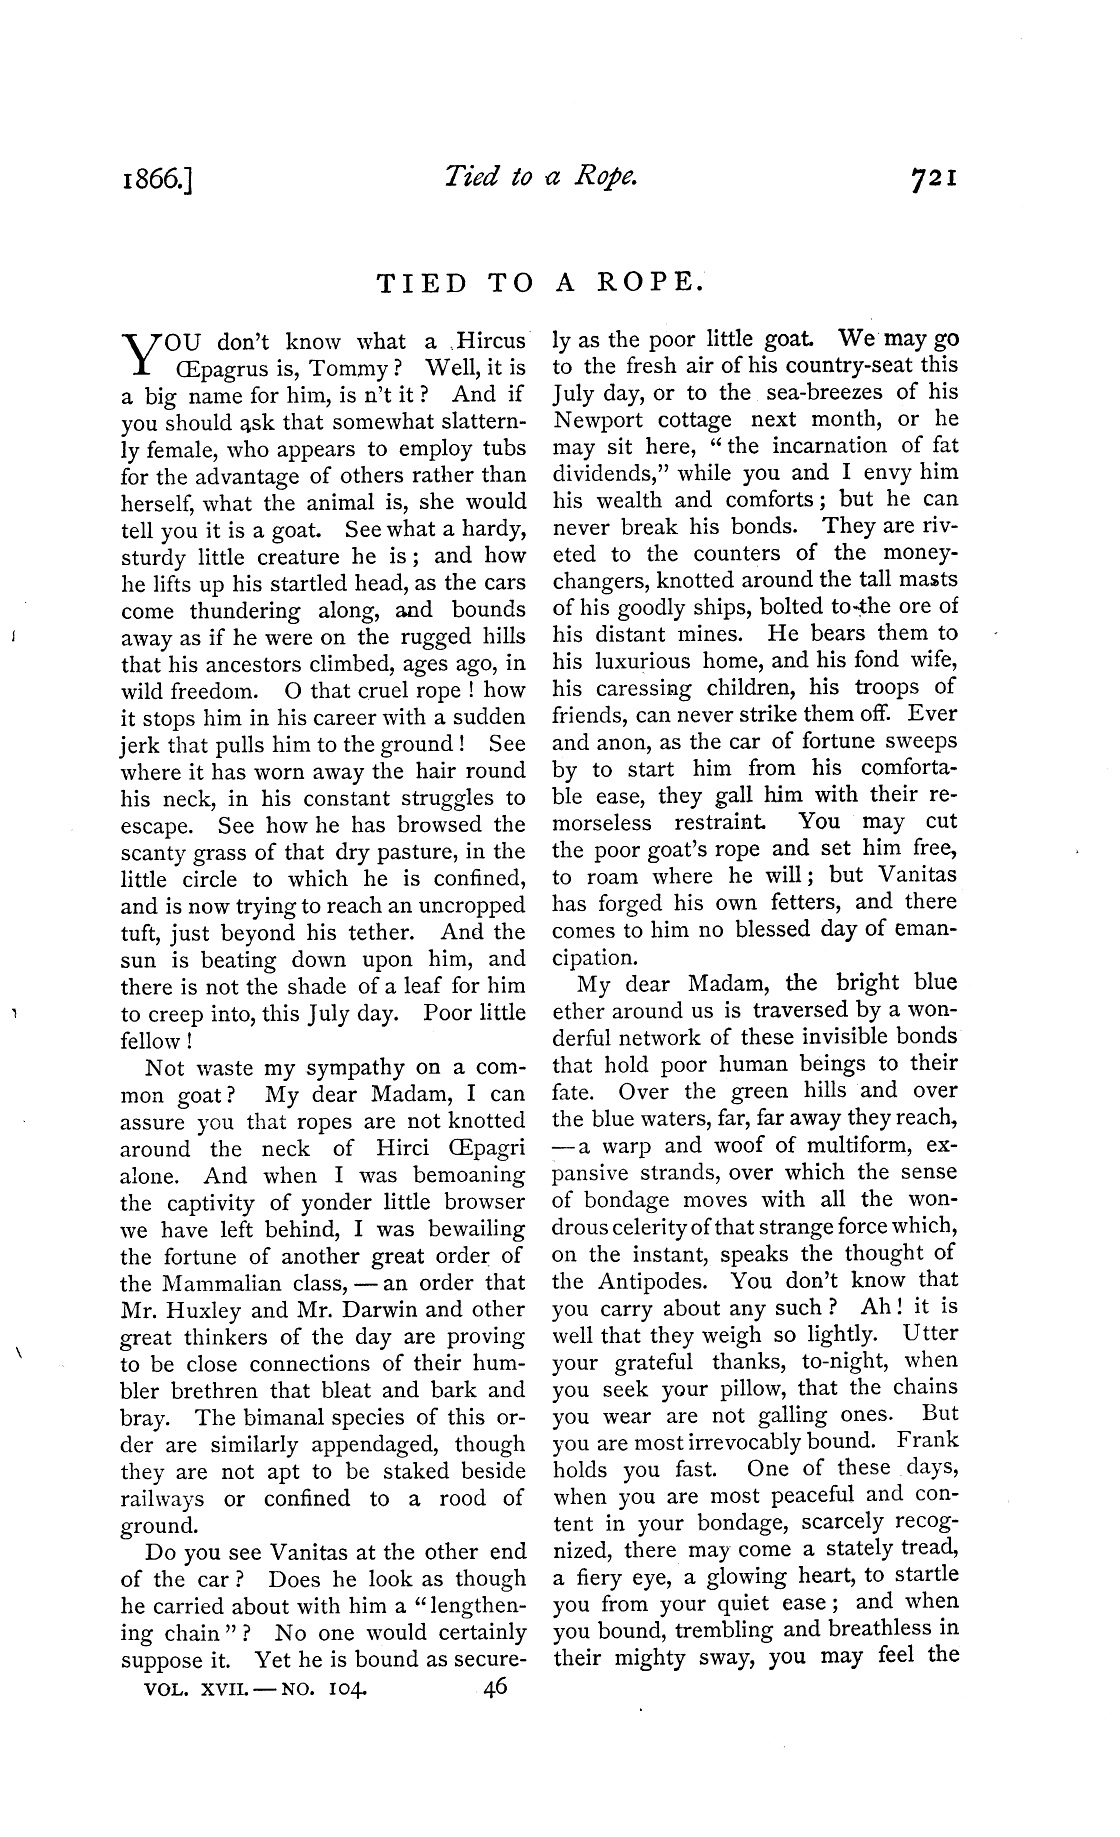 1866.] Tied to a Rope. 721
TIED TO A ROPE.
YOU don't know what a Hircus
Œpagrus is, Tommy? Well, it is
a big name for him, is n't it? And if
you should ask that somewhat slattern-
ly female, who appears to employ tubs
for the advantage of others rather than
herself, what the animal is, she would
tell you it is a goat. See what a hardy,
sturdy little creature he is; and how
he lifts up his startled head, as the cars
come thundering along, and bounds
away as if he were on the rugged hills
that his ancestors climbed, ages ago, in
wild freedom. O that cruel rope! how
it stops him in his career with a sudden
jerk that pulls him to the ground! See
where it has worn away the hair round
his neck, in his constant struggles to
escape. See how he has browsed the
scanty grass of that dry pasture, in the
little circle to which he is confined,
and is now trying to reach an uncropped
tuft, just beyond his tether. And the
sun is beating down upon him, and
there is not the shade of a leaf for him
to creep into, this July day. Poor little
fellow!
Not waste my sympathy on a com-
mon goat? My dear Madam, I can
assure you that ropes are not knotted
around the neck of Hirci Œpagri
alone. And when I was bemoaning
the captivity of yonder little browser
we have left behind, I was bewailing
the fortune of another great order of
the Mammalian class, — an order that
Mr. Huxley and Mr. Darwin and other
great thinkers of the day are proving
to be close connections of their hum-
bler brethren that bleat and bark and
bray. The bimanal species of this or-
der are similarly appendaged, though
they are not apt to be staked beside
railways or confined to a rood of
ground.
Do you see Vanitas at the other end
of the car? Does he look as though
he carried about with him a "lengthen-
ing chain"? No one would certainly
suppose it. Yet he is bound as secure-
VOL. XVII. — NO. 104. 46
ly as the poor little goat. We may go
to the fresh air of his country-seat this
July day, or to the sea-breezes of his
Newport cottage next month, or he
may sit here, "the incarnation of fat
dividends," while you and I envy him
his wealth and comforts; but he can
never break his bonds. They are riv-
eted to the counters of the money-
changers, knotted around the tall masts
of his goodly ships, bolted to the ore of
his distant mines. He bears them to
his luxurious home, and his fond wife,
his caressing children, his troops of
friends, can never strike them off. Ever
and anon, as the car of fortune sweeps
by to start him from his comforta-
ble ease, they gall him with their re-
morseless restraint. You may cut
the poor goat's rope and set him free,
to roam where he will; but Vanitas
has forged his own fetters, and there
comes to him no blessed day of eman-
cipation.
My dear Madam, the bright blue
ether around us is traversed by a won-
derful network of these invisible bonds
that hold poor human beings to their
fate. Over the green hills and over
the blue waters, far, far away they reach,
—a warp and woof of multiform, ex-
pansive strands, over which the sense
of bondage moves with all the won-
drous celerity of that strange force which,
on the instant, speaks the thought of
the Antipodes. You don't know that
you carry about any such? Ah! it is
well that they weigh so lightly. Utter
your grateful thanks, to-night, when
you seek your pillow, that the chains
you wear are not galling ones. But
you are most irrevocably bound. Frank
holds you fast. One of these days,
when you are most peaceful and con-
tent in your bondage, scarcely recog-
nized, there may come a stately tread,
a fiery eye, a glowing heart, to startle
you from your quiet ease; and when
you bound, trembling and breathless in
their mighty sway, you may feel the